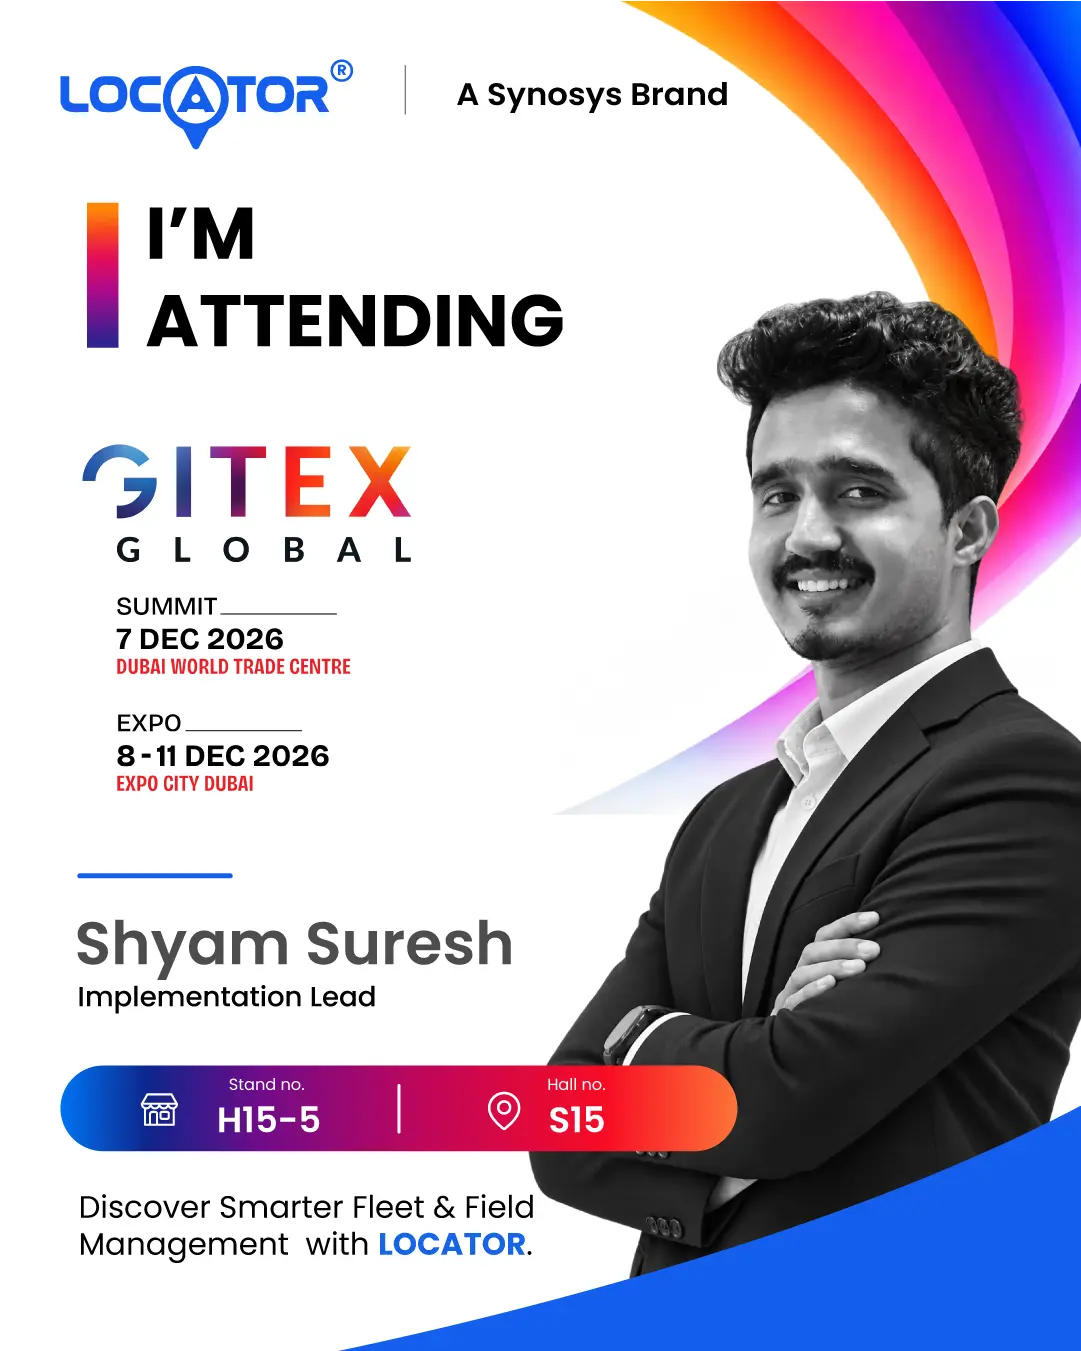 LOCATOR®
A Synosys Brand
I'M
ATTENDING
GITEX
GLOBAL
SUMMIT
7 DEC 2026
DUBAI WORLD TRADE CENTRE
EXPO
8 - 11 DEC 2026
EXPO CITY DUBAI
Shyam Suresh
Implementation Lead
Stand no.
H15-5
Hall no.
S15
Discover Smarter Fleet & Field
Management with LOCATOR.